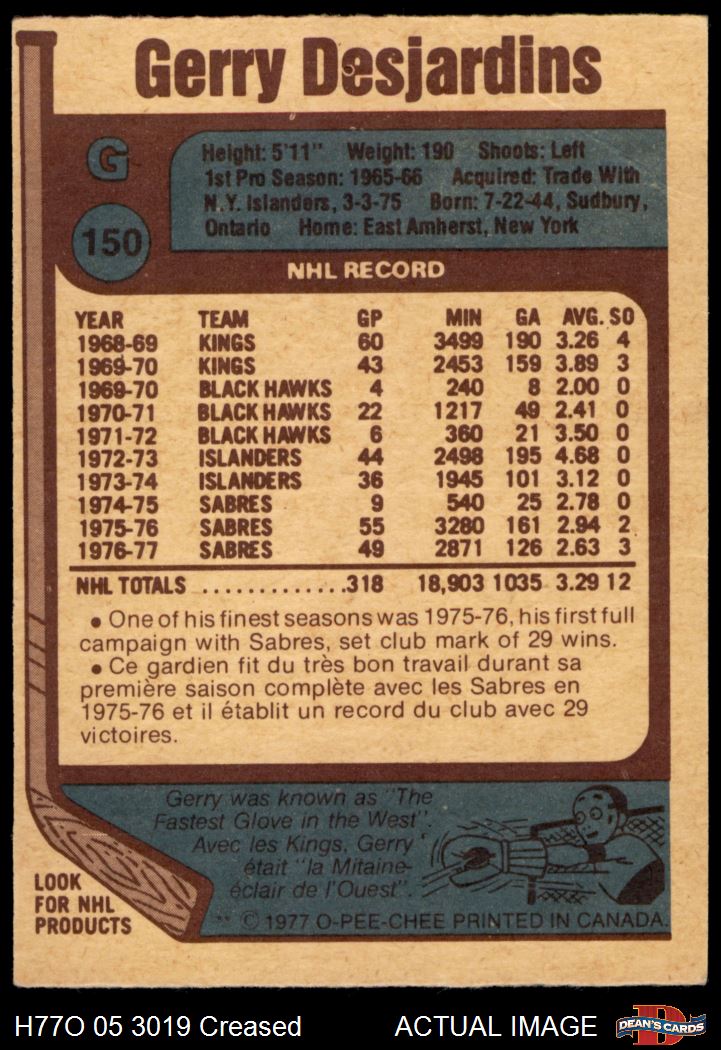 Gerry Desjardins
G
150
Height: 5'11" Weight: 190 Shoots: Left
1st Pro Season: 1965-66 Acquired: Trade With
N.Y. Islanders, 3-3-75 Born: 7-22-44, Sudbury,
Ontario Home: East Amherst, New York
NHL RECORD
YEAR TEAM GP MIN GA AVG. SO
1968-69 KINGS 60 3499 190 3.26 4
1969-70 KINGS 43 2453 159 3.89 3
1969-70 BLACK HAWKS 4 240 8 2.00 0
1970-71 BLACK HAWKS 22 1217 49 2.41 0
1971-72 BLACK HAWKS 6 360 21 3.50 0
1972-73 ISLANDERS 44 2498 195 4.68 0
1973-74 ISLANDERS 36 1945 101 3.12 0
1974-75 SABRES 9 540 25 2.78 0
1975-76 SABRES 55 3280 161 2.94 2
1976-77 SABRES 49 2871 126 2.63 3
NHL TOTALS ..............318 18,903 1035 3.29 12
• One of his finest seasons was 1975-76, his first full
campaign with Sabres, set club mark of 29 wins.
• Ce gardien fit du très bon travail durant sa
première saison complète avec les Sabres en
1975-76 et il établit un record du club avec 29
victoires.
Gerry was known as "The
Fastest Glove in the West".
Avec les Kings, Gerry
était "la Mitaine-
éclair de l'Ouest".
LOOK
FOR NHL
PRODUCTS
** © 1977 O-PEE-CHEE PRINTED IN CANADA.
H77O 05 3019 Creased ACTUAL IMAGE
D
DEAN'S CARDS